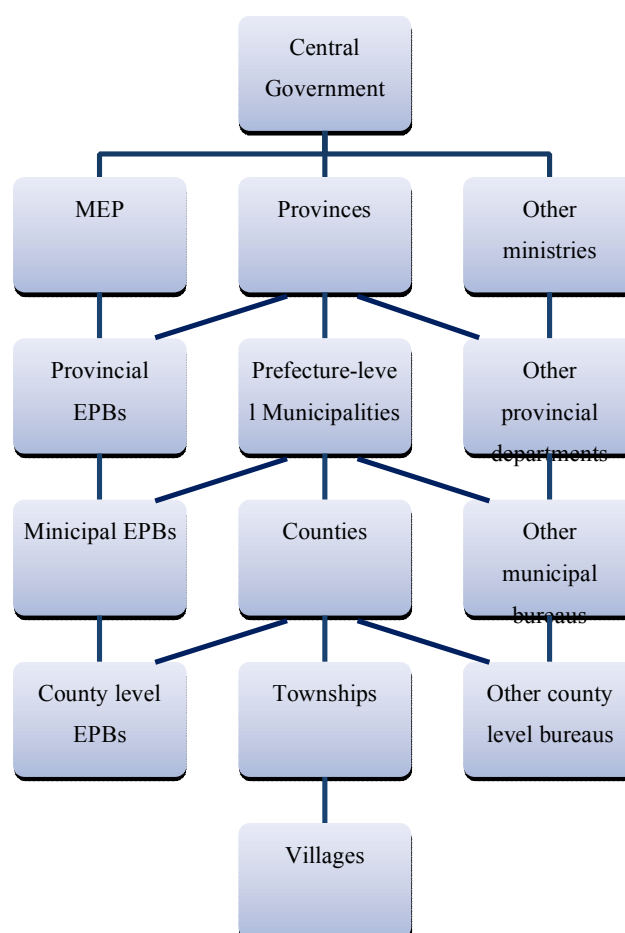 Central
Government
MEP
Provinces
Other
ministries
Provincial
EPBs
Prefecture-leve
l Municipalities
Other
provincial
departments
Minicipal EPBs
Counties
Other
municipal
bureaus
County level
EPBs
Townships
Other county
level bureaus
Villages